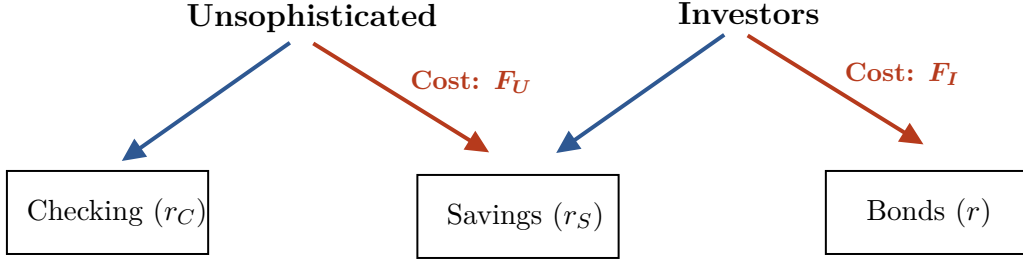 Unsophisticated
Investors
Cost: F_U
Cost: F_I
Checking (r_C)
Savings (r_S)
Bonds (r)